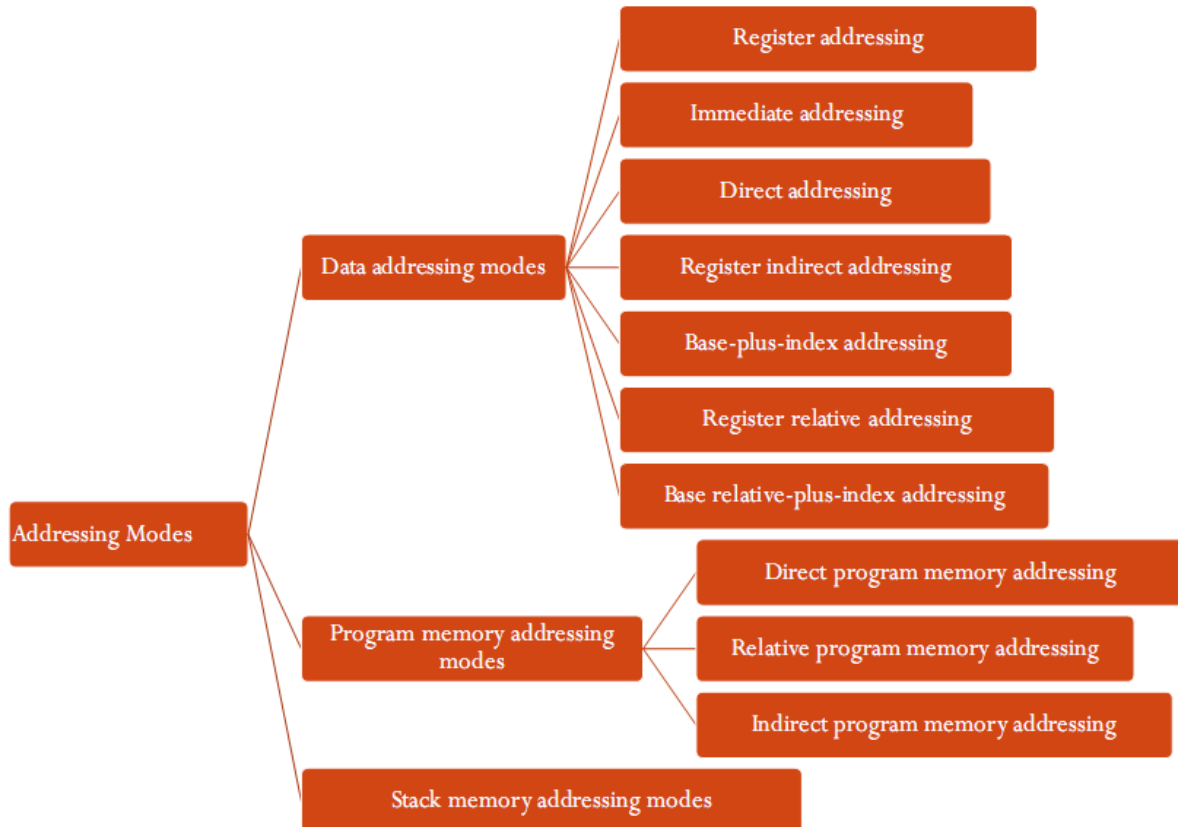 Register addressing
Immediate addressing
Direct addressing
Data addressing modes
Register indirect addressing
Base-plus-index addressing
Register relative addressing
Base relative-plus-index addressing
Addressing Modes
Direct program memory addressing
Program memory addressing
modes
Relative program memory addressing
Indirect program memory addressing
Stack memory addressing modes